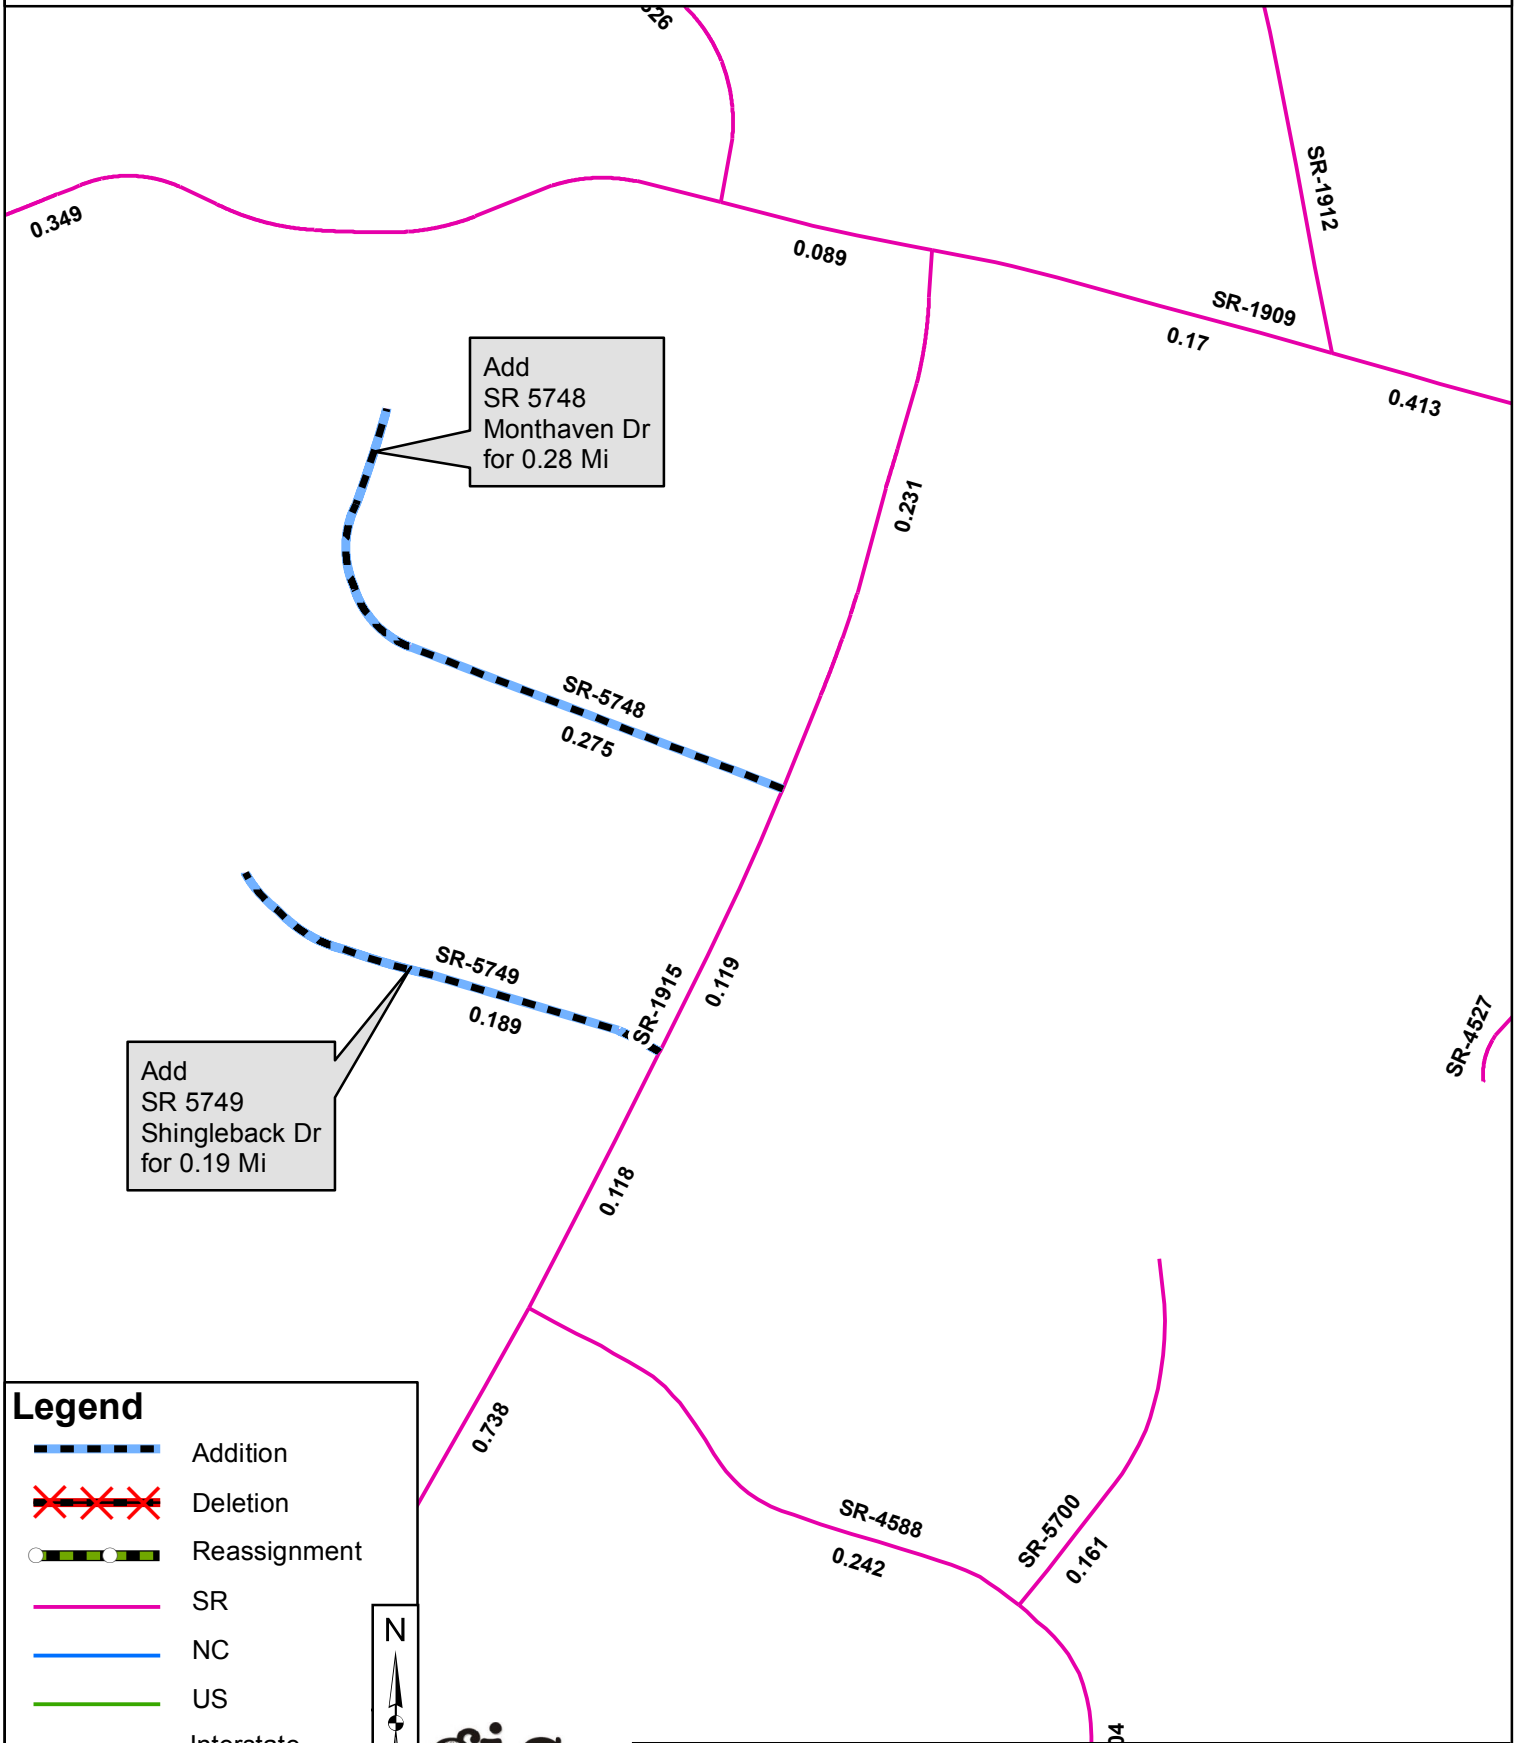 0.349
0.089
SR-1912
SR-1909
0.17
0.413
Add
SR 5748
Monthaven Dr
for 0.28 Mi
0.231
SR-5748
0.275
SR-5749
0.189
SR-1915
0.119
SR-4527
Add
SR 5749
Shingleback Dr
for 0.19 Mi
0.118
0.738
SR-4588
0.242
SR-5700
0.161
Legend
Addition
Deletion
Reassignment
SR
NC
US
Interstate
N